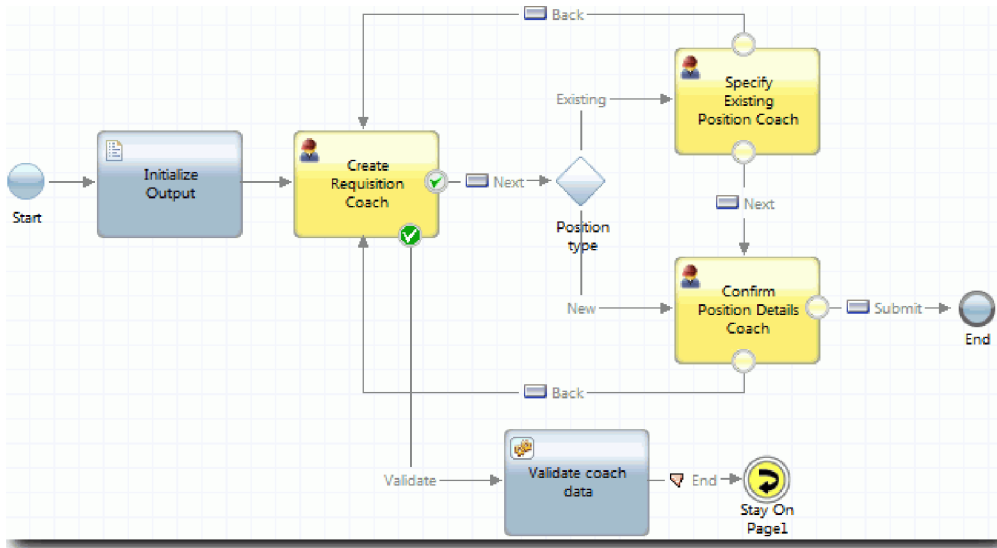 Back
Specify
Existing
Position Coach
Existing
Initialize
Output
Create
Requisition
Coach
Next
Start
Next
Position
type
Confirm
Position Details
Coach
New
Submit
End
Back
Validate
Validate coach
data
End
Stay On
Page1